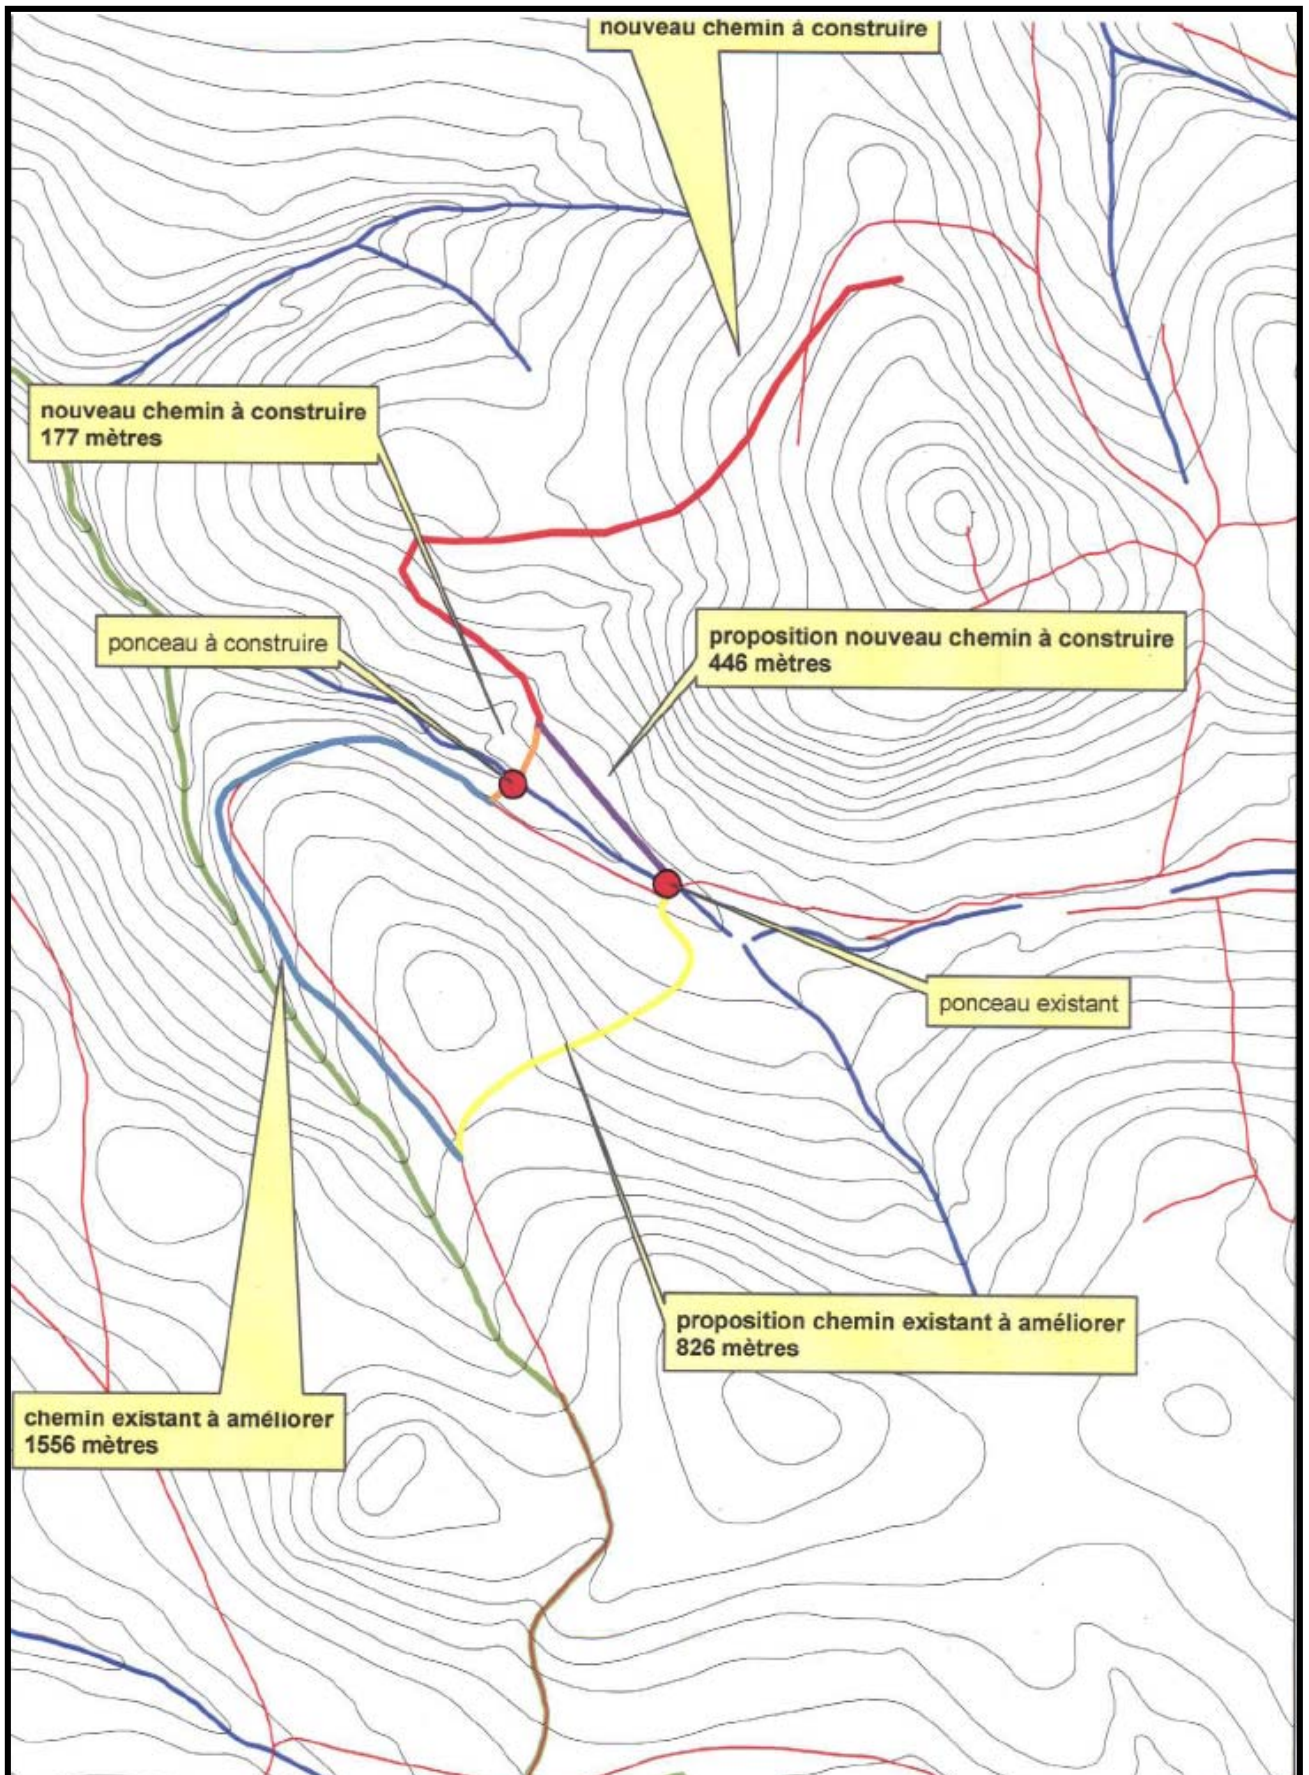 nouveau chemin à construire
nouveau chemin à construire
177 mètres
ponceau à construire
proposition nouveau chemin à construire
446 mètres
ponceau existant
proposition chemin existant à améliorer
826 mètres
chemin existant à améliorer
1556 mètres